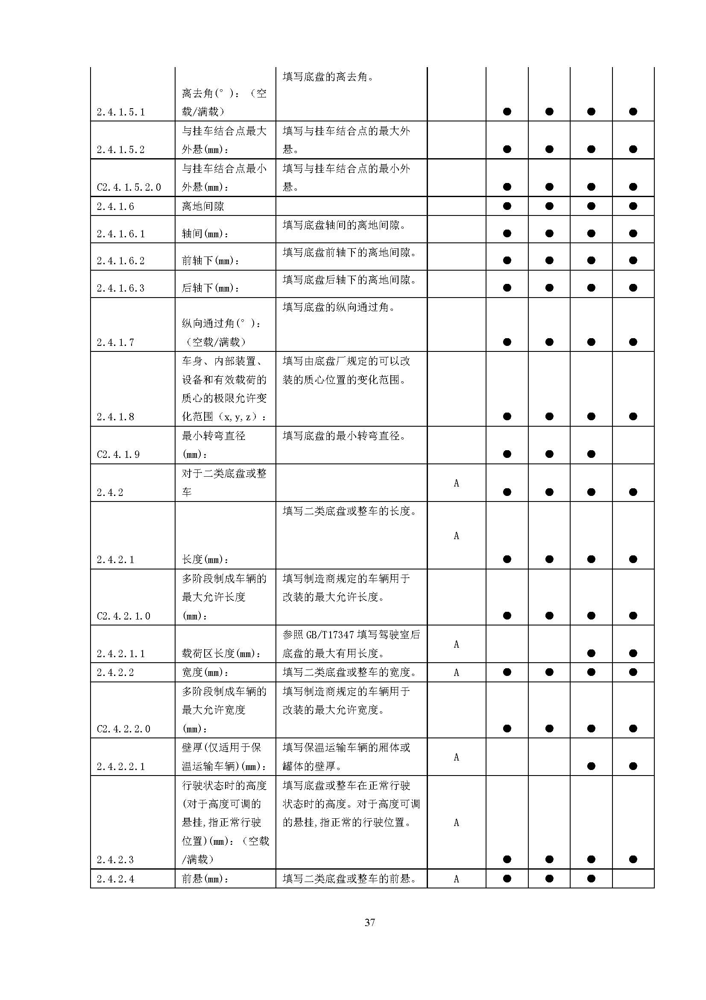 填写底盘的离去角。
离去角(°):（空
2.4.1.5.1 载/满载） ● ● ● ●
与挂车结合点最大 填写与挂车结合点的最大外
2.4.1.5.2 外悬(mm): 悬。 ● ● ● ●
与挂车结合点最小 填写与挂车结合点的最小外
C2.4.1.5.2.0 外悬(mm): 悬。 ● ● ● ●
2.4.1.6 离地间隙 ● ● ● ●
填写底盘轴间的离地间隙。
2.4.1.6.1 轴间(mm): ● ● ● ●
填写底盘前轴下的离地间隙。
2.4.1.6.2 前轴下(mm): ● ● ● ●
填写底盘后轴下的离地间隙。
2.4.1.6.3 后轴下(mm): ● ● ● ●
填写底盘的纵向通过角。
纵向通过角(°):
2.4.1.7 （空载/满载） ● ● ● ●
车身、内部装置、 填写由底盘厂规定的可以改
设备和有效载荷的 装的质心位置的变化范围。
质心的极限允许变
2.4.1.8 化范围（x,y,z）: ● ● ● ●
最小转弯直径 填写底盘的最小转弯直径。
C2.4.1.9 (mm): ● ● ●
对于二类底盘或整
A
2.4.2 车 ● ● ● ●
填写二类底盘或整车的长度。
A
2.4.2.1 长度(mm): ● ● ● ●
多阶段制成车辆的 填写制造商规定的车辆用于
最大允许长度 改装的最大允许长度。
C2.4.2.1.0 (mm): ● ● ● ●
参照 GB/T17347 填写驾驶室后
A
2.4.2.1.1 载荷区长度(mm): 底盘的最大有用长度。 ● ●
2.4.2.2 宽度(mm): 填写二类底盘或整车的宽度。 A ● ● ● ●
多阶段制成车辆的 填写制造商规定的车辆用于
最大允许宽度 改装的最大允许宽度。
C2.4.2.2.0 (mm): ● ● ● ●
壁厚(仅适用于保 填写保温运输车辆的厢体或
A
2.4.2.2.1 温运输车辆)(mm): 罐体的壁厚。 ● ●
行驶状态时的高度 填写底盘或整车在正常行驶
(对于高度可调的 状态时的高度。对于高度可调
悬挂,指正常行驶 的悬挂,指正常的行驶位置。 A
位置)(mm):（空载
2.4.2.3 /满载） ● ● ● ●
2.4.2.4 前悬(mm): 填写二类底盘或整车的前悬。 A ● ● ●
37